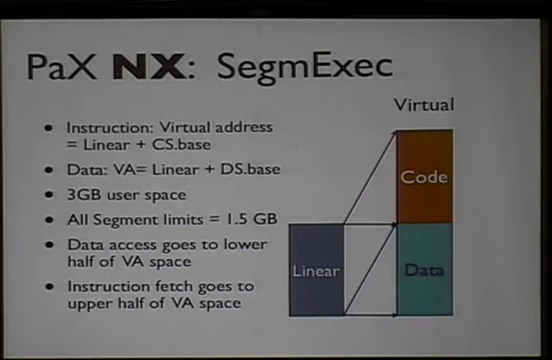 PaX NX: SegmExec
Virtual
• Instruction: Virtual address
= Linear + CS.base
• Data: VA= Linear + DS.base
• 3GB user space
• All Segment limits = 1.5 GB
• Data access goes to lower
half of VA space
• Instruction fetch goes to
upper half of VA space
Code
Linear
Data